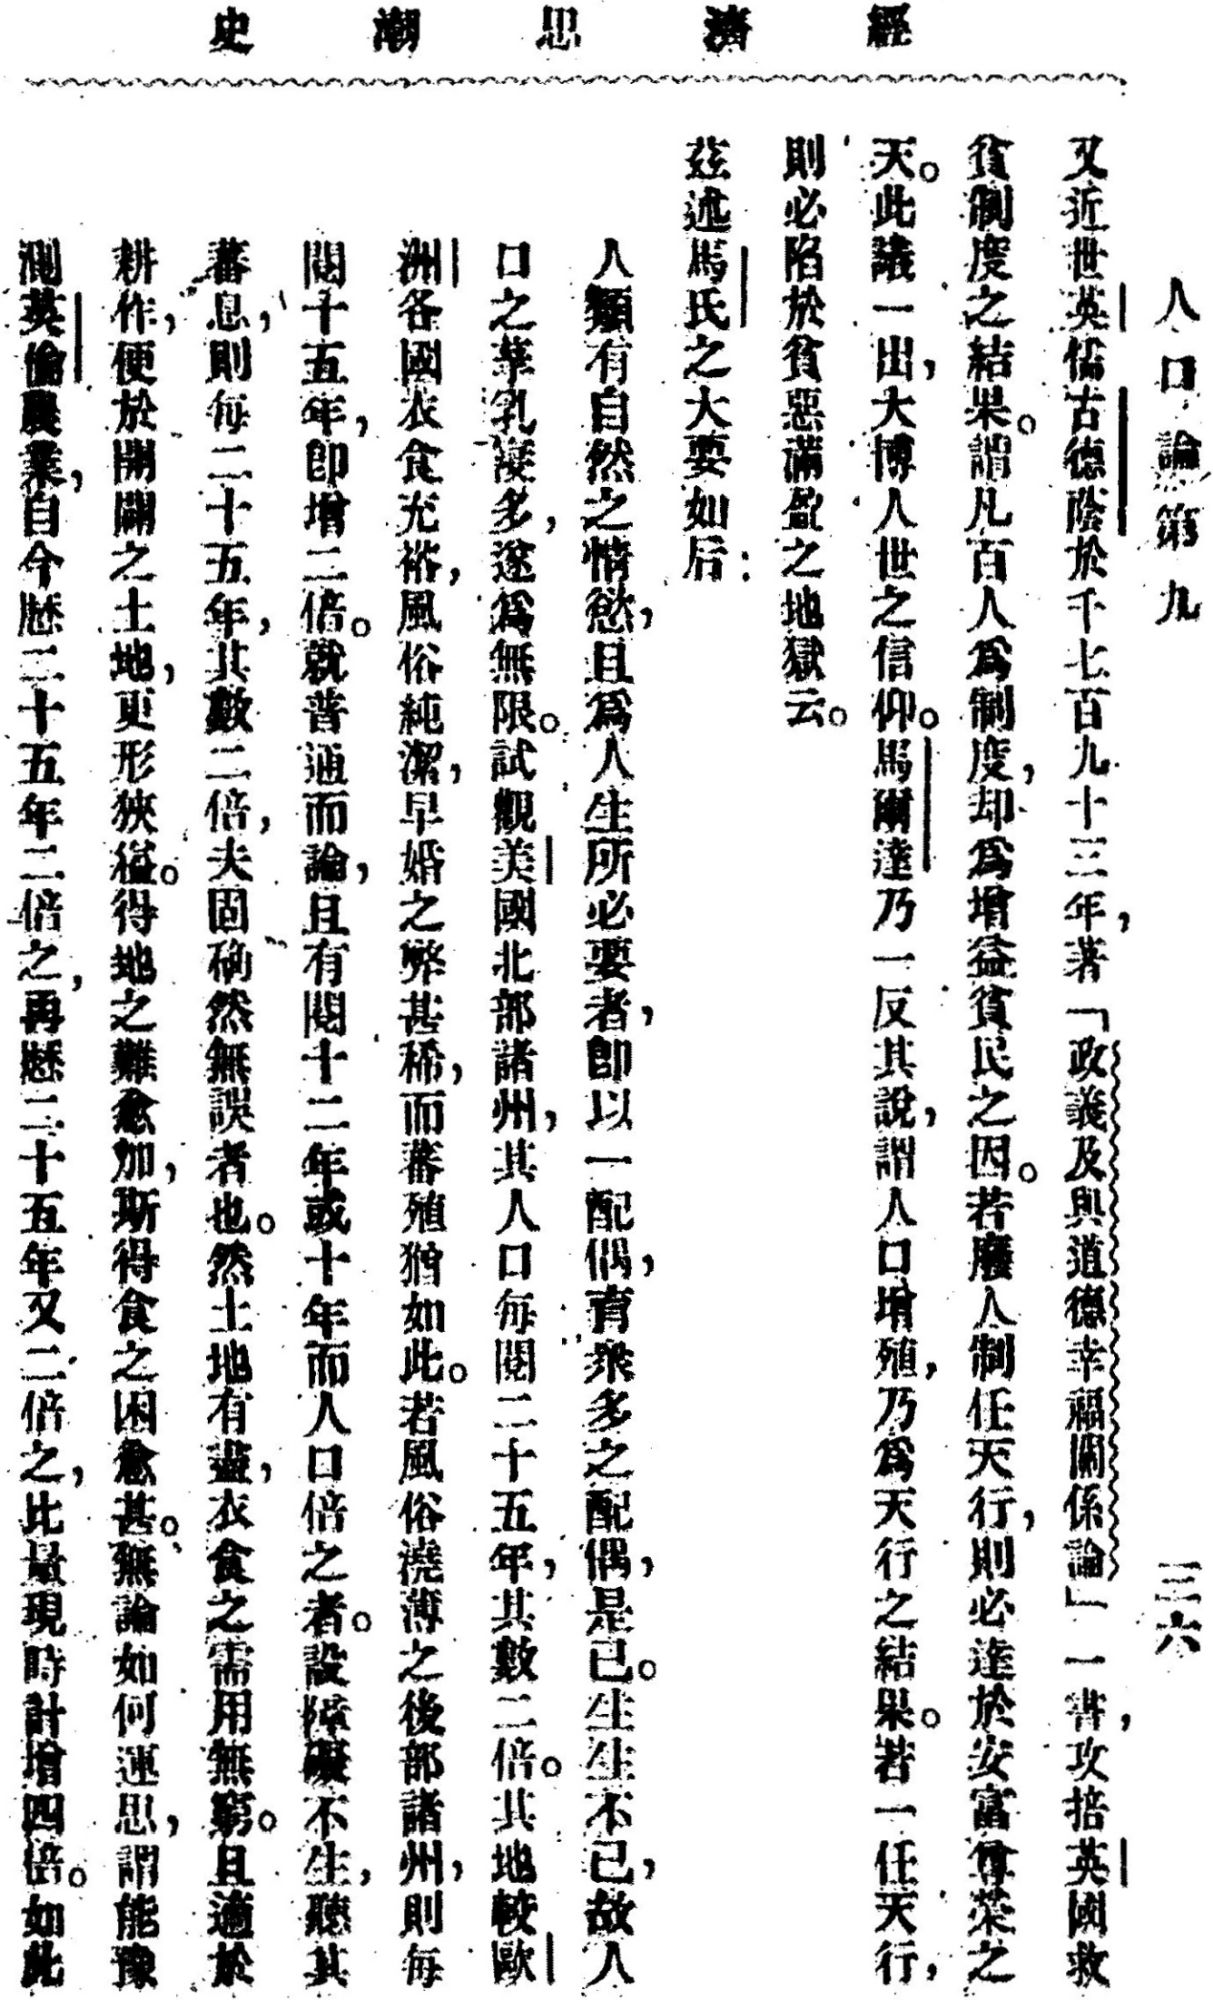 經濟思潮史
人口論第九
三六
又近世英儒古德陰於千七百九十三年，著「政義及與道德幸福關係論」一書，攻掊英國救
貧制度之結果。謂凡百人爲制度，却爲增益貧民之因。若廢人制任天行，則必達於安富尊榮之
天。此議一出，大博人世之信仰。馬爾達乃一反其說，謂人口增殖，乃爲天行之結果。若一任天行，
則必陷於貧惡滿盈之地獄云。
茲述馬氏之大要如后：
人類有自然之情慾，且爲人生所必要者，卽以一配偶，育衆多之配偶，是已。生生不已，故人
口之孳乳寖多，遂爲無限。試觀美國北部諸州，其人口每閱二十五年，其數二倍。其地較歐
洲各國衣食充裕，風俗純潔，早婚之弊甚稀，而蕃殖猶如此。若風俗澆薄之後部諸州，則每
閱十五年，卽增二倍。就普通而論，且有閱十二年或十年而人口倍之者。設障礙不生，聽其
蕃息，則每二十五年，其數二倍，夫固确然無誤者也。然土地有盡，衣食之需用無窮。且適於
耕作，便於開闢之土地，更形狹隘。得地之難愈加，斯得食之困愈甚。無論如何運思，謂能豫
測英倫農業，自今歷二十五年二倍之，再歷二十五年又二倍之，比量現時計增四倍。如此